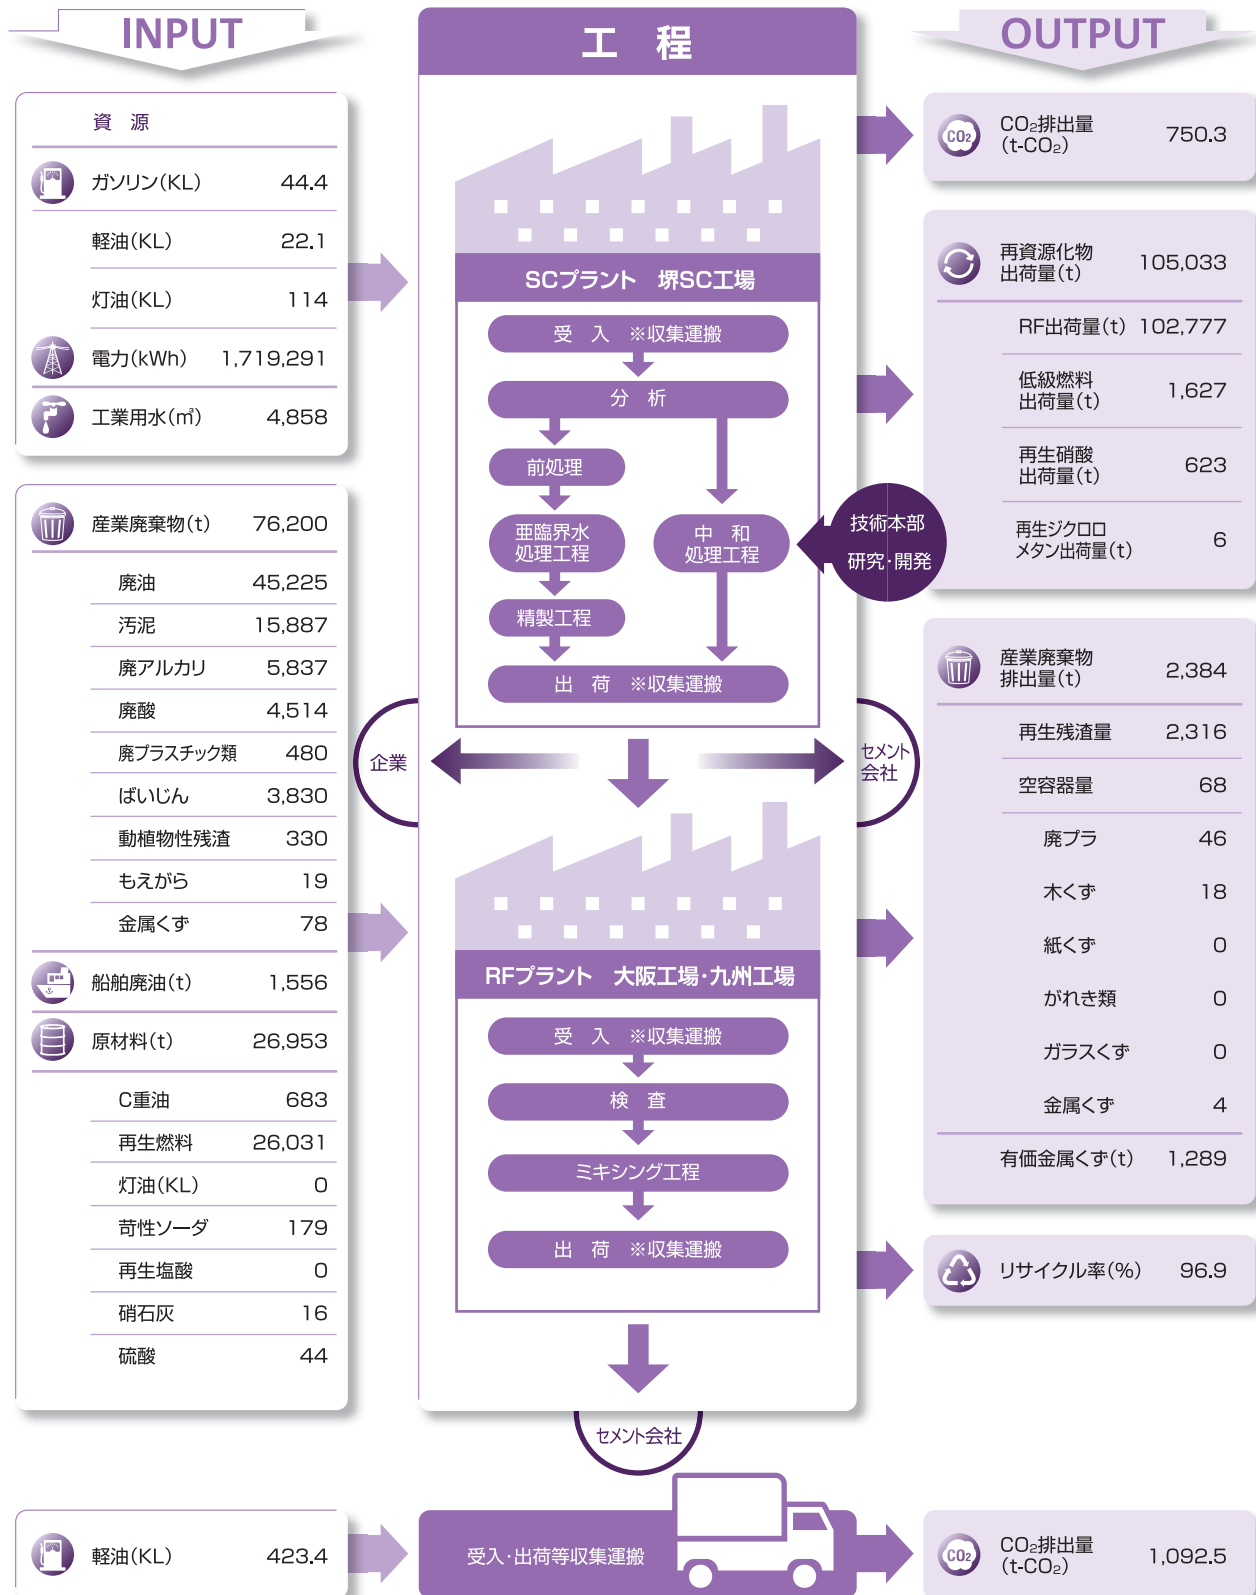 INPUT
資 源
ガソリン(KL) 44.4
軽油(KL) 22.1
灯油(KL) 114
電力(kWh) 1,719,291
工業用水(㎥) 4,858
産業廃棄物(t) 76,200
廃油 45,225
汚泥 15,887
廃アルカリ 5,837
廃酸 4,514
廃プラスチック類 480
ばいじん 3,830
動植物性残渣 330
もえがら 19
金属くず 78
船舶廃油(t) 1,556
原材料(t) 26,953
C重油 683
再生燃料 26,031
灯油(KL) 0
苛性ソーダ 179
再生塩酸 0
硝石灰 16
硫酸 44
工 程
SCプラント 堺SC工場
受 入 ※収集運搬
分 析
前処理
亜臨界水
処理工程
精製工程
中 和
処理工程
技術本部
研究・開発
出 荷 ※収集運搬
企業
セメント
会社
RFプラント 大阪工場・九州工場
受 入 ※収集運搬
検 査
ミキシング工程
出 荷 ※収集運搬
セメント会社
OUTPUT
CO2
CO₂排出量
(t-CO₂) 750.3
再資源化物
出荷量(t) 105,033
RF出荷量(t) 102,777
低級燃料
出荷量(t) 1,627
再生硝酸
出荷量(t) 623
再生ジクロロ
メタン出荷量(t) 6
産業廃棄物
排出量(t) 2,384
再生残渣量 2,316
空容器量 68
廃プラ 46
木くず 18
紙くず 0
がれき類 0
ガラスくず 0
金属くず 4
有価金属くず(t) 1,289
リサイクル率(%) 96.9
軽油(KL) 423.4
受入・出荷等収集運搬
CO2
CO₂排出量
(t-CO₂) 1,092.5